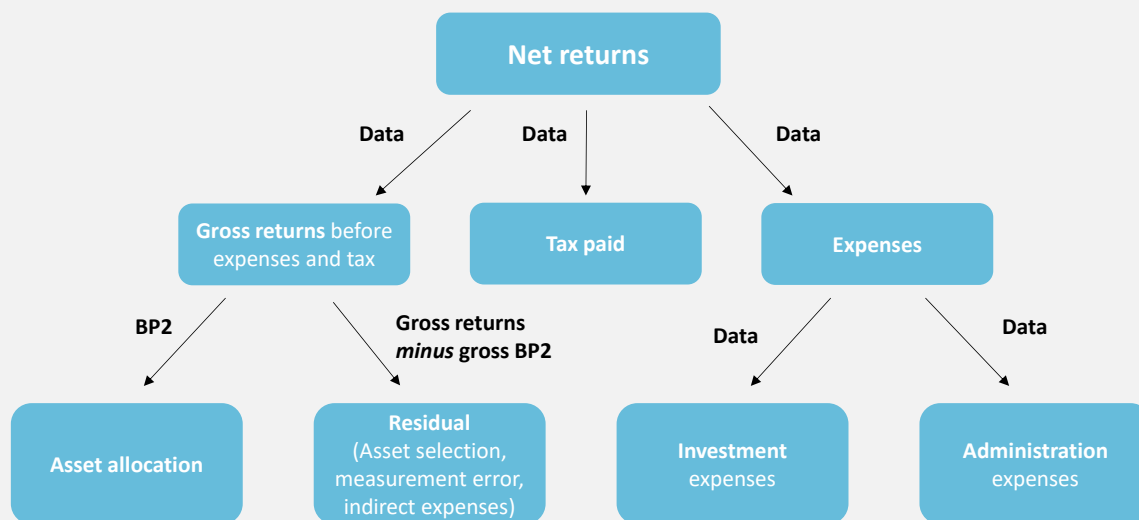 Net returns
Data
Data
Data
Gross returns before
expenses and tax
Tax paid
Expenses
BP2
Gross returns
minus gross BP2
Data
Data
Asset allocation
Residual
(Asset selection,
measurement error,
indirect expenses)
Investment
expenses
Administration
expenses